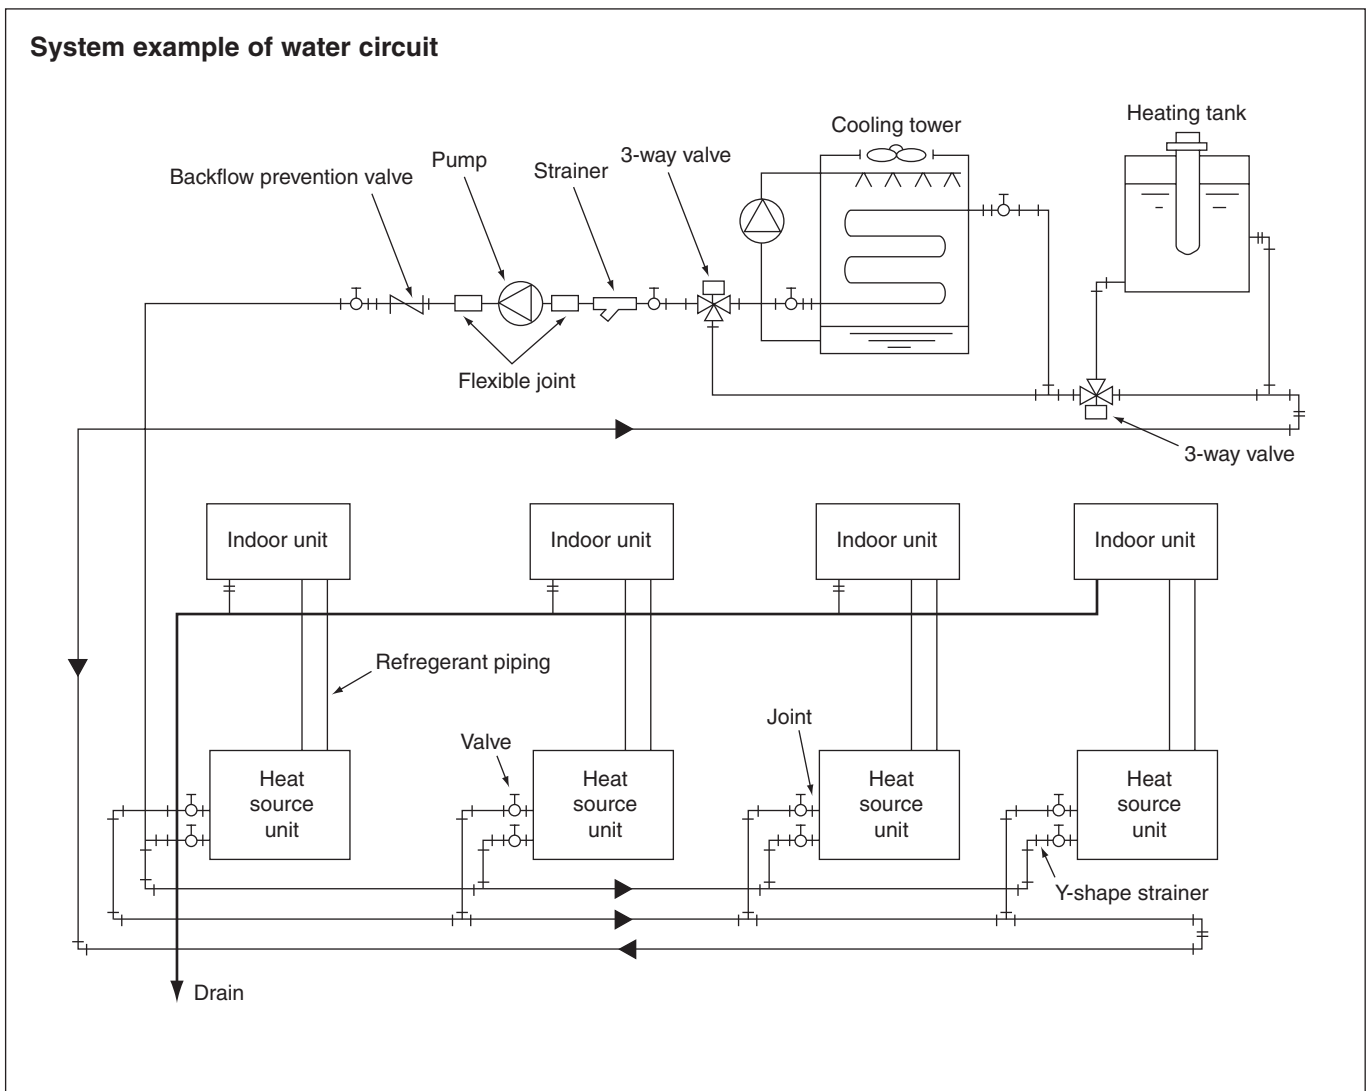 System example of water circuit
Heating tank
Cooling tower
3-way valve
Pump
Strainer
Backflow prevention valve
Flexible joint
3-way valve
Indoor unit
Indoor unit
Indoor unit
Indoor unit
Refregerant piping
Joint
Valve
Heat
source
unit
Heat
source
unit
Heat
source
unit
Heat
source
unit
Y-shape strainer
Drain